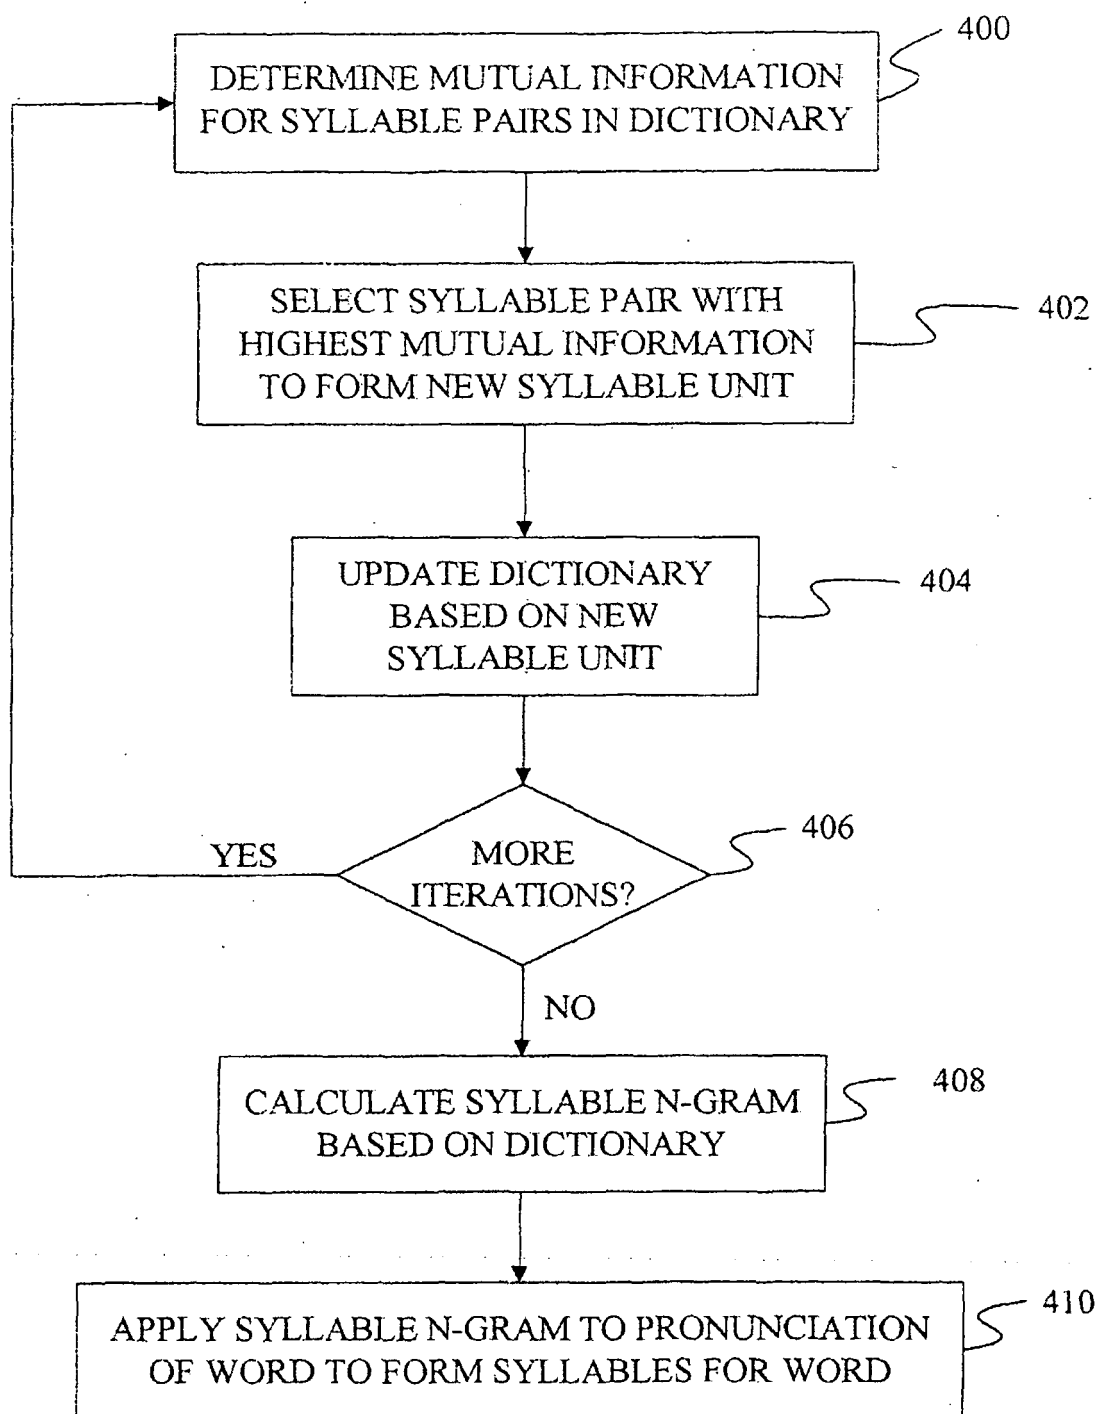 400
DETERMINE MUTUAL INFORMATION
FOR SYLLABLE PAIRS IN DICTIONARY
SELECT SYLLABLE PAIR WITH
HIGHEST MUTUAL INFORMATION
TO FORM NEW SYLLABLE UNIT
402
UPDATE DICTIONARY
BASED ON NEW
SYLLABLE UNIT
404
YES
MORE
ITERATIONS?
406
NO
CALCULATE SYLLABLE N-GRAM
BASED ON DICTIONARY
408
APPLY SYLLABLE N-GRAM TO PRONUNCIATION
OF WORD TO FORM SYLLABLES FOR WORD
410